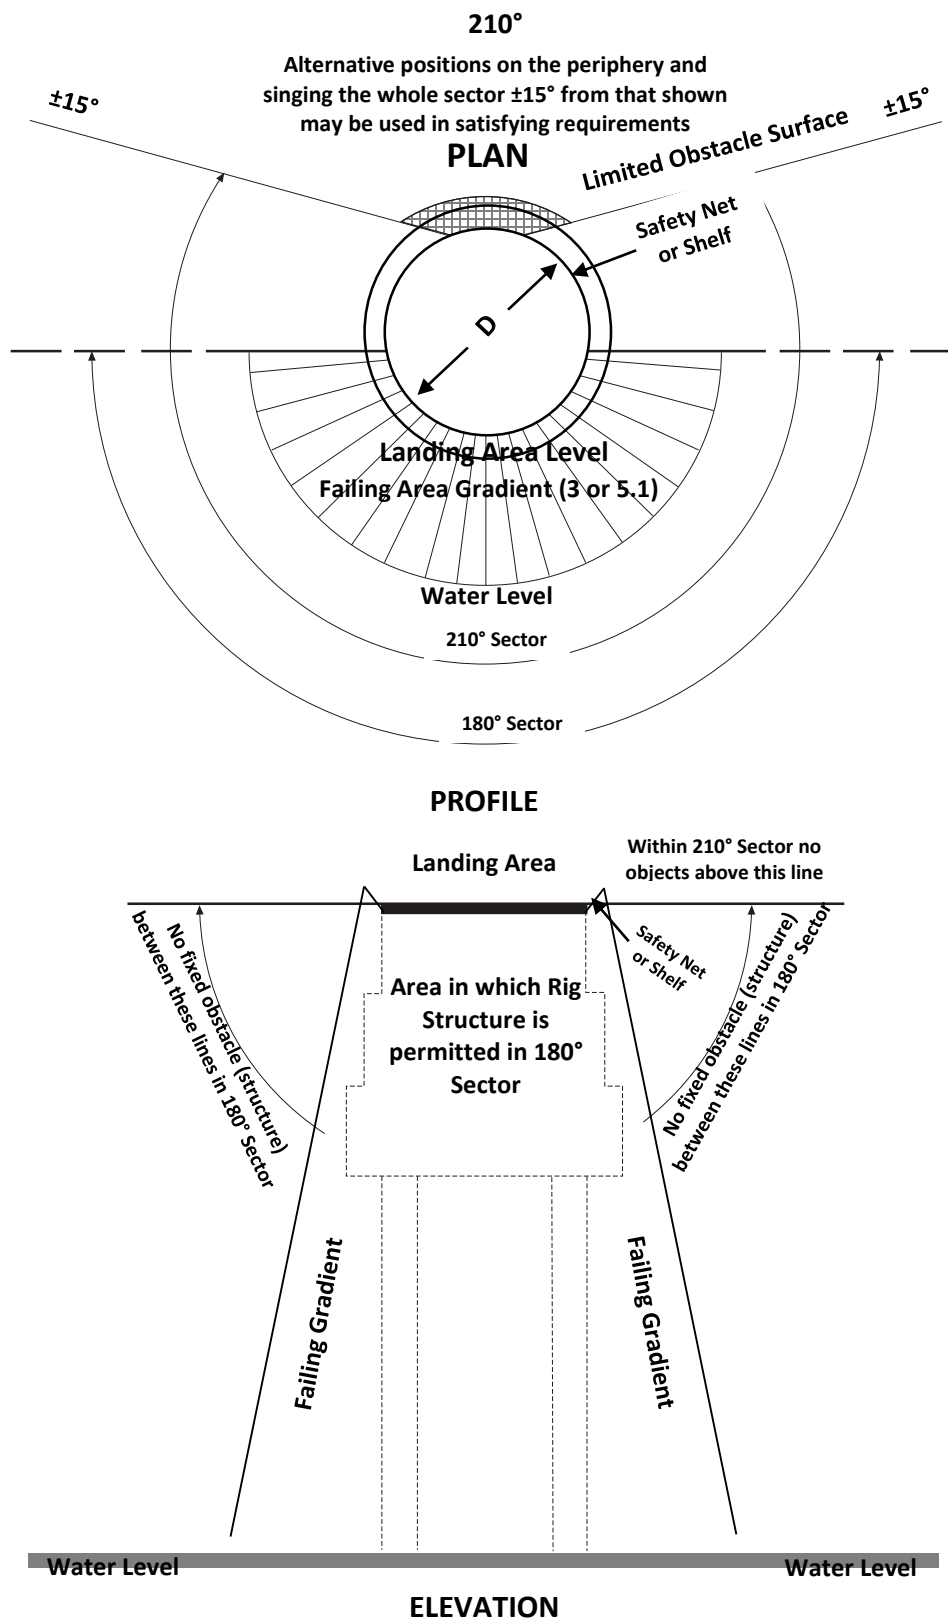 210°
Alternative positions on the periphery and
singing the whole sector ±15° from that shown
may be used in satisfying requirements
PLAN
±15°
±15°
Limited Obstacle Surface
Safety Net
or Shelf
D
Landing Area Level
Failing Area Gradient (3 or 5.1)
Water Level
210° Sector
180° Sector
PROFILE
Landing Area
Within 210° Sector no
objects above this line
Safety Net
or Shelf
No fixed obstacle (structure)
between these lines in 180° Sector
Area in which Rig
Structure is
permitted in 180°
Sector
No fixed obstacle (structure)
between these lines in 180° Sector
Failing Gradient
Failing Gradient
Water Level
Water Level
ELEVATION